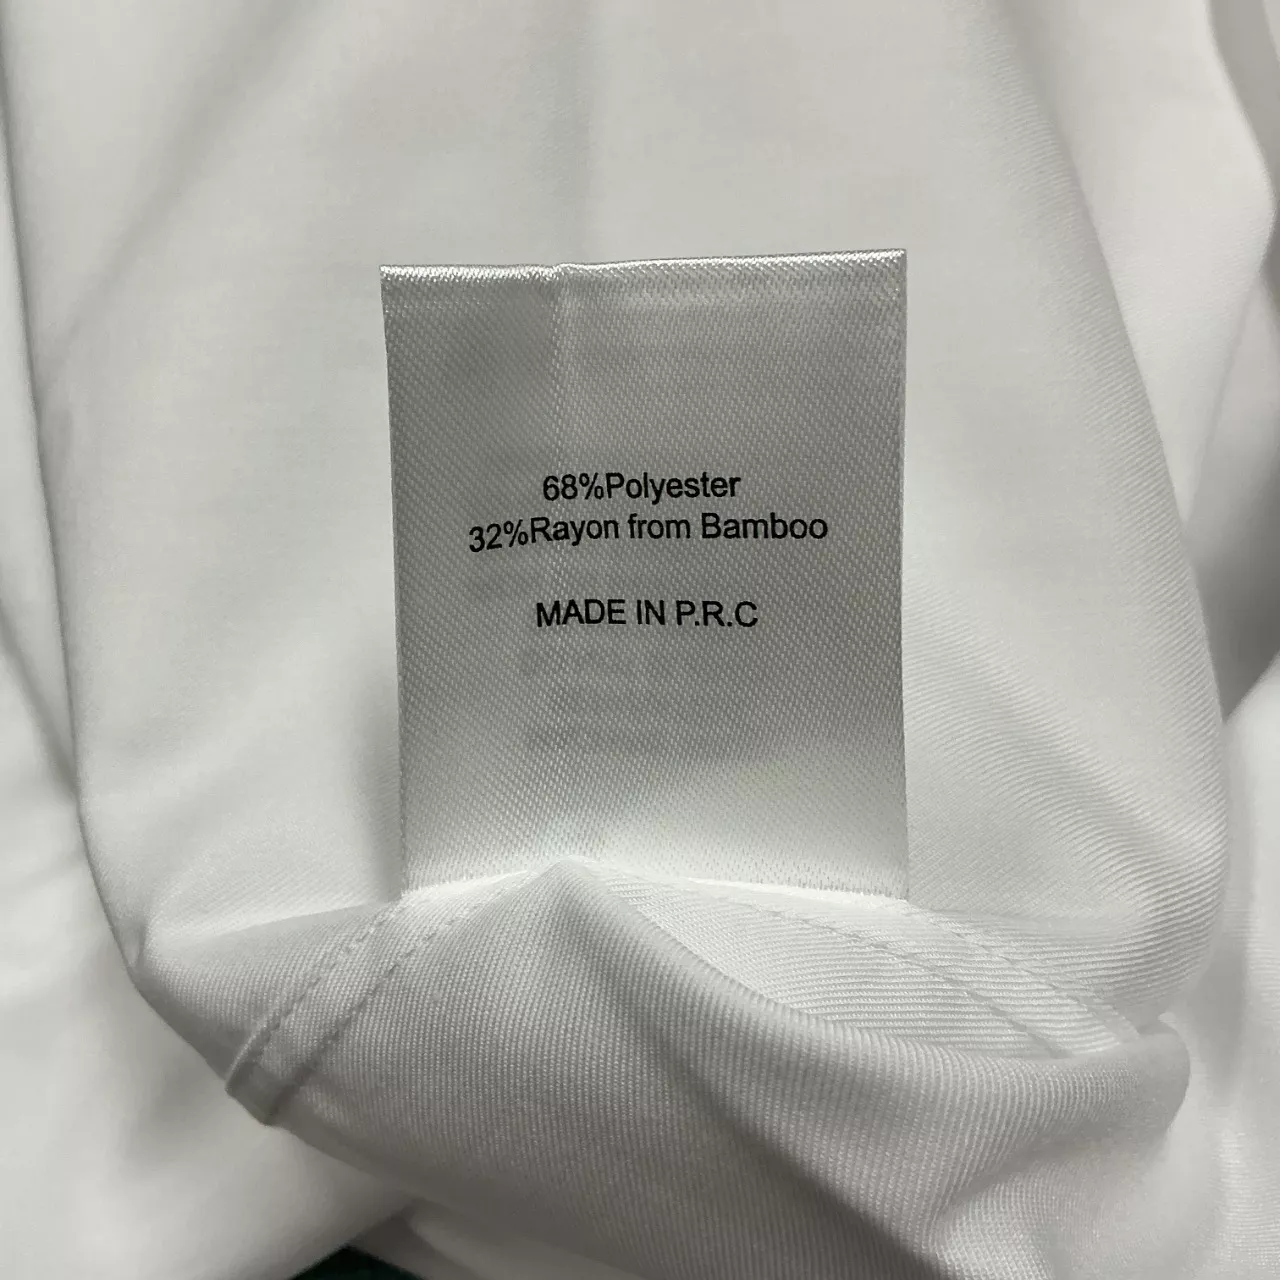 68%Polyester
32%Rayon from Bamboo
MADE IN P.R.C